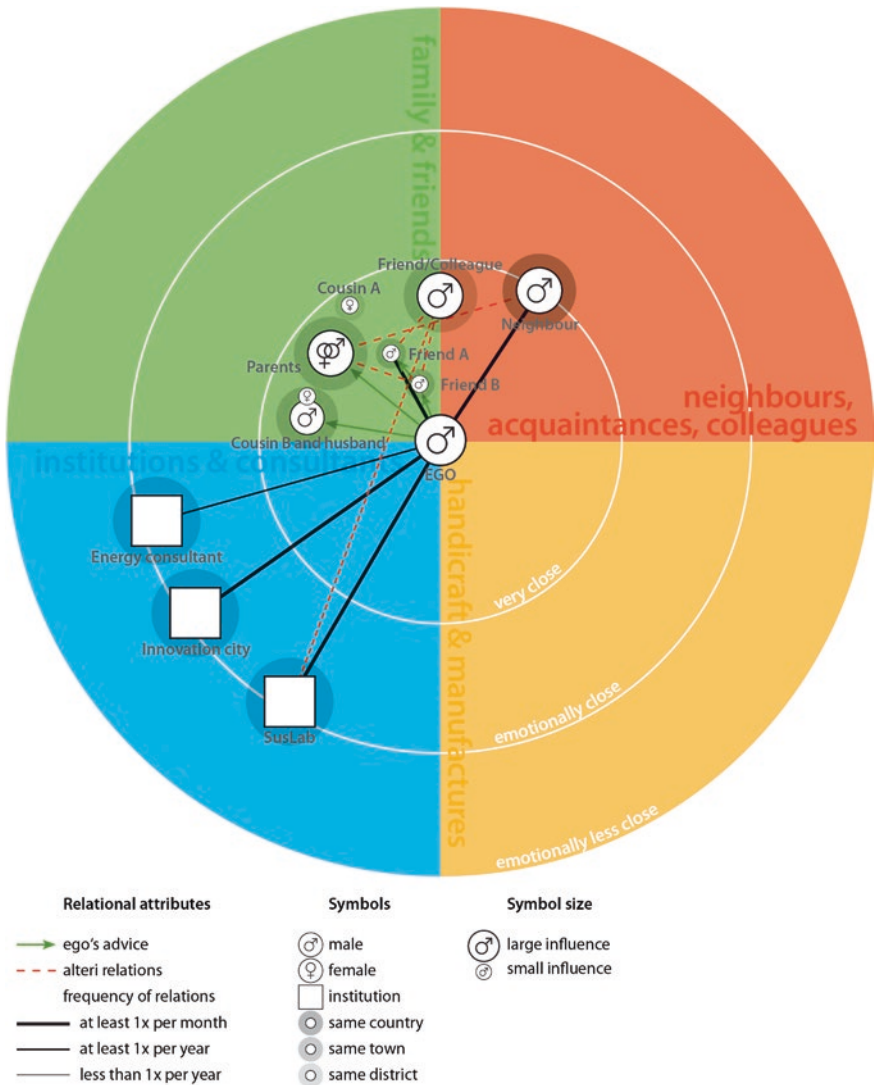 family & friends
Friend/Colleague
Cousin A
Neighbour
Parents
Friend A
Friend B
neighbours,
acquaintances, colleagues
Cousin B and husband
institutions & consultan
EGO
handicraft & manufactures
Energy consultant
very close
Innovation city
SusLab
emotionally close
emotionally less close
Relational attributes
ego's advice
alteri relations
frequency of relations
at least 1x per month
at least 1x per year
less than 1x per year
Symbols
male
female
institution
same country
same town
same district
Symbol size
large influence
small influence